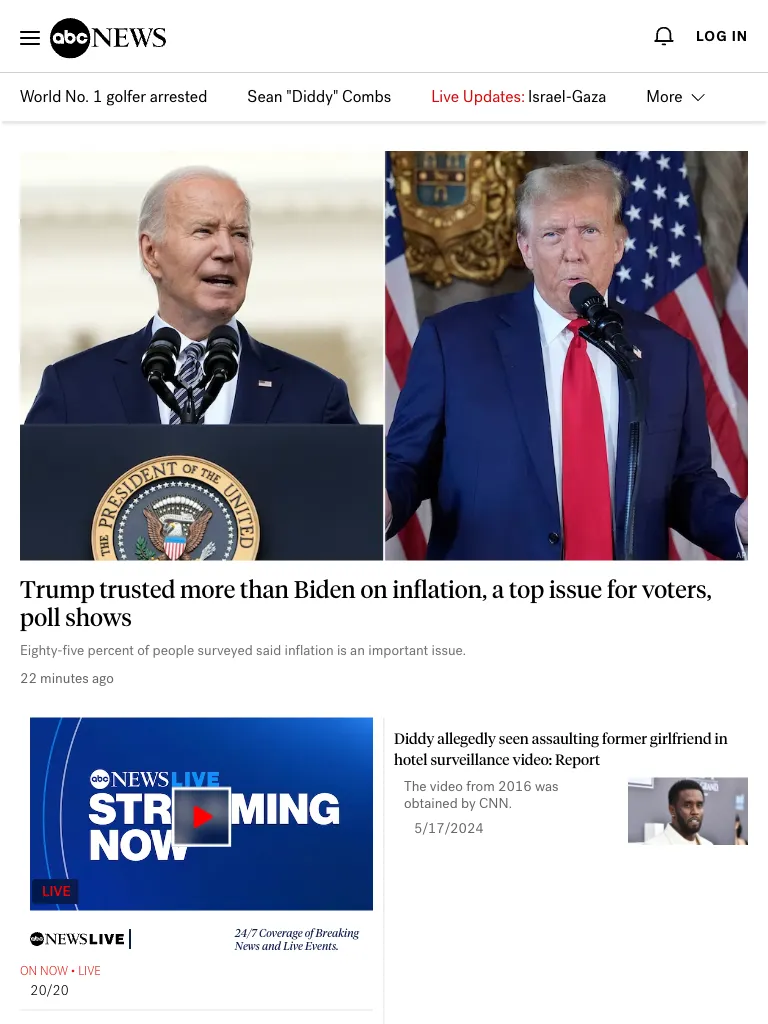 abc NEWS
LOG IN
World No. 1 golfer arrested
Sean "Diddy" Combs
Live Updates: Israel-Gaza
More
THE PRESIDENT OF THE UNITED
Trump trusted more than Biden on inflation, a top issue for voters,
poll shows
Eighty-five percent of people surveyed said inflation is an important issue.
22 minutes ago
abc NEWS LIVE
STR MING
NOW
LIVE
abc NEWS LIVE
24/7 Coverage of Breaking
News and Live Events.
ON NOW • LIVE
20/20
Diddy allegedly seen assaulting former girlfriend in
hotel surveillance video: Report
The video from 2016 was
obtained by CNN.
5/17/2024